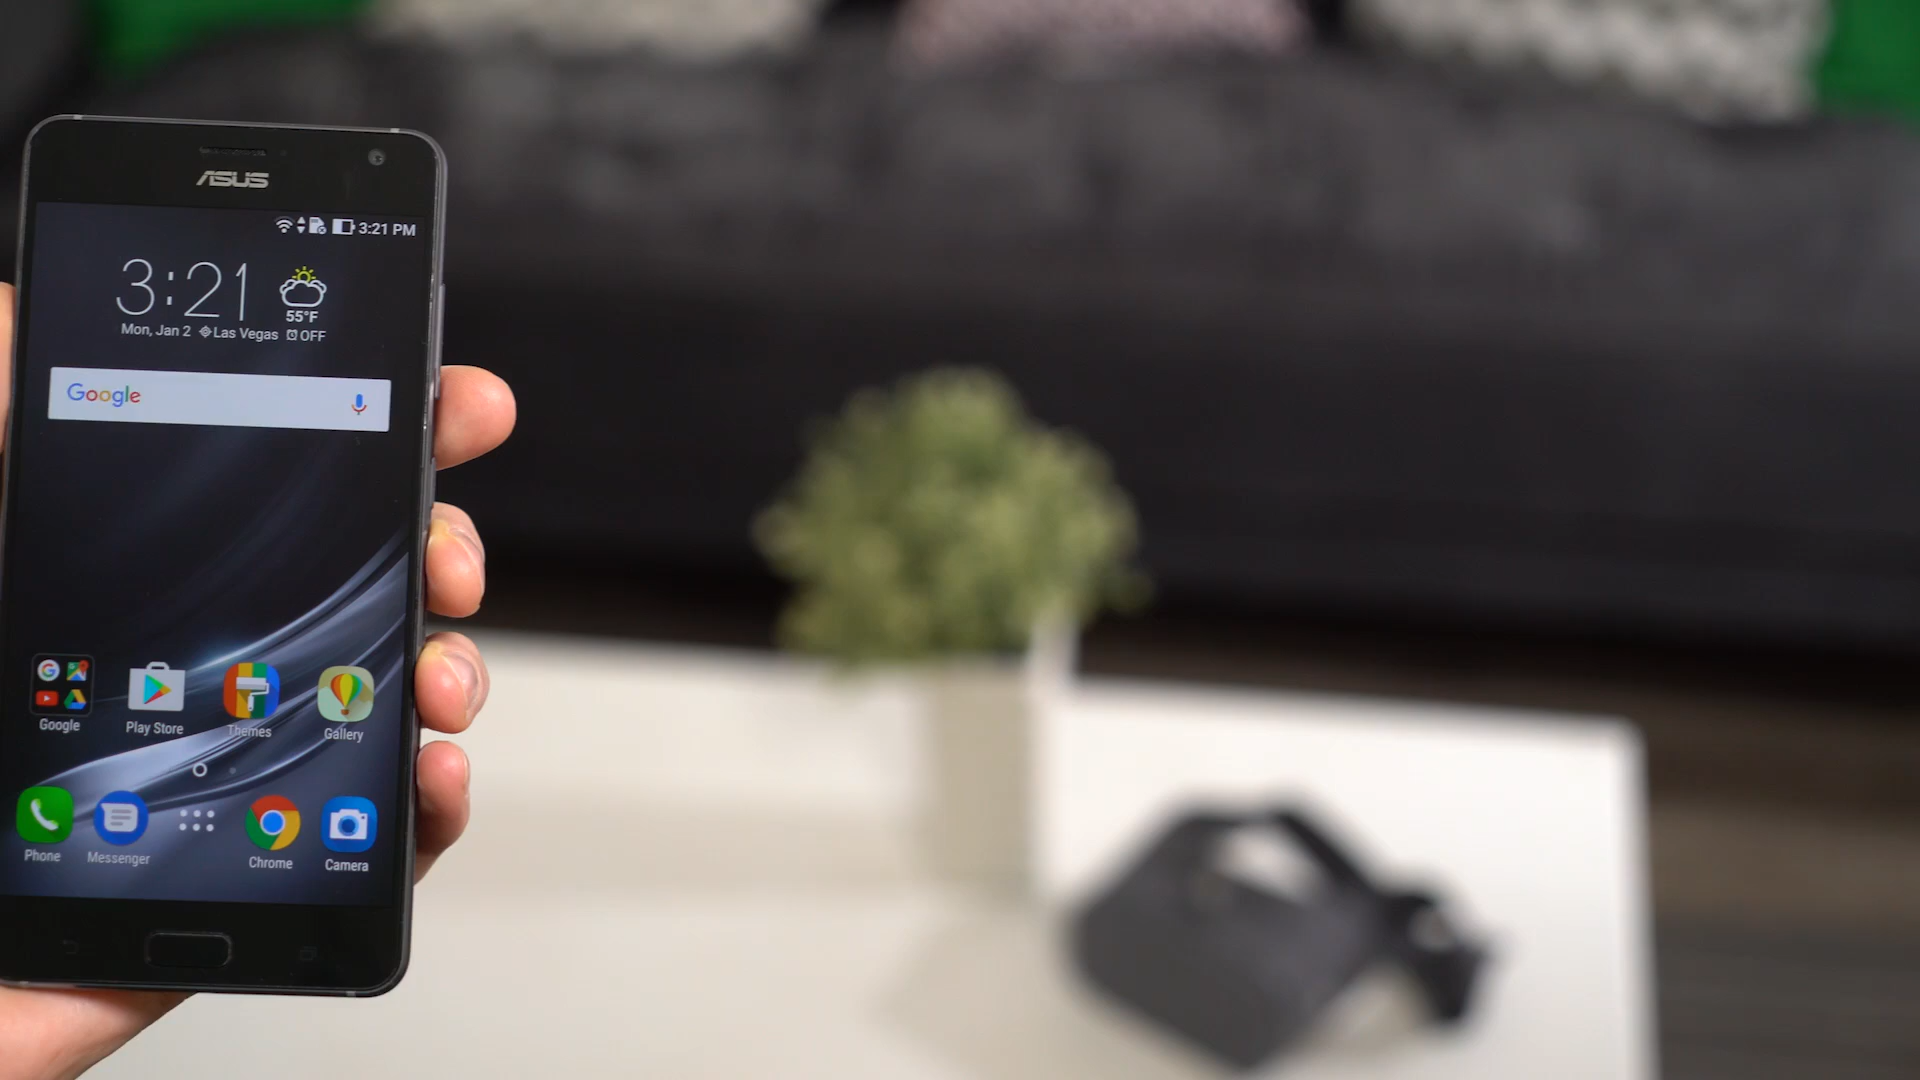 ASUS
3:21 PM
3:21
55°F
Mon, Jan 2 Las Vegas OFF
Google
Google
Play Store
Themes
Gallery
Phone
Messenger
Chrome
Camera